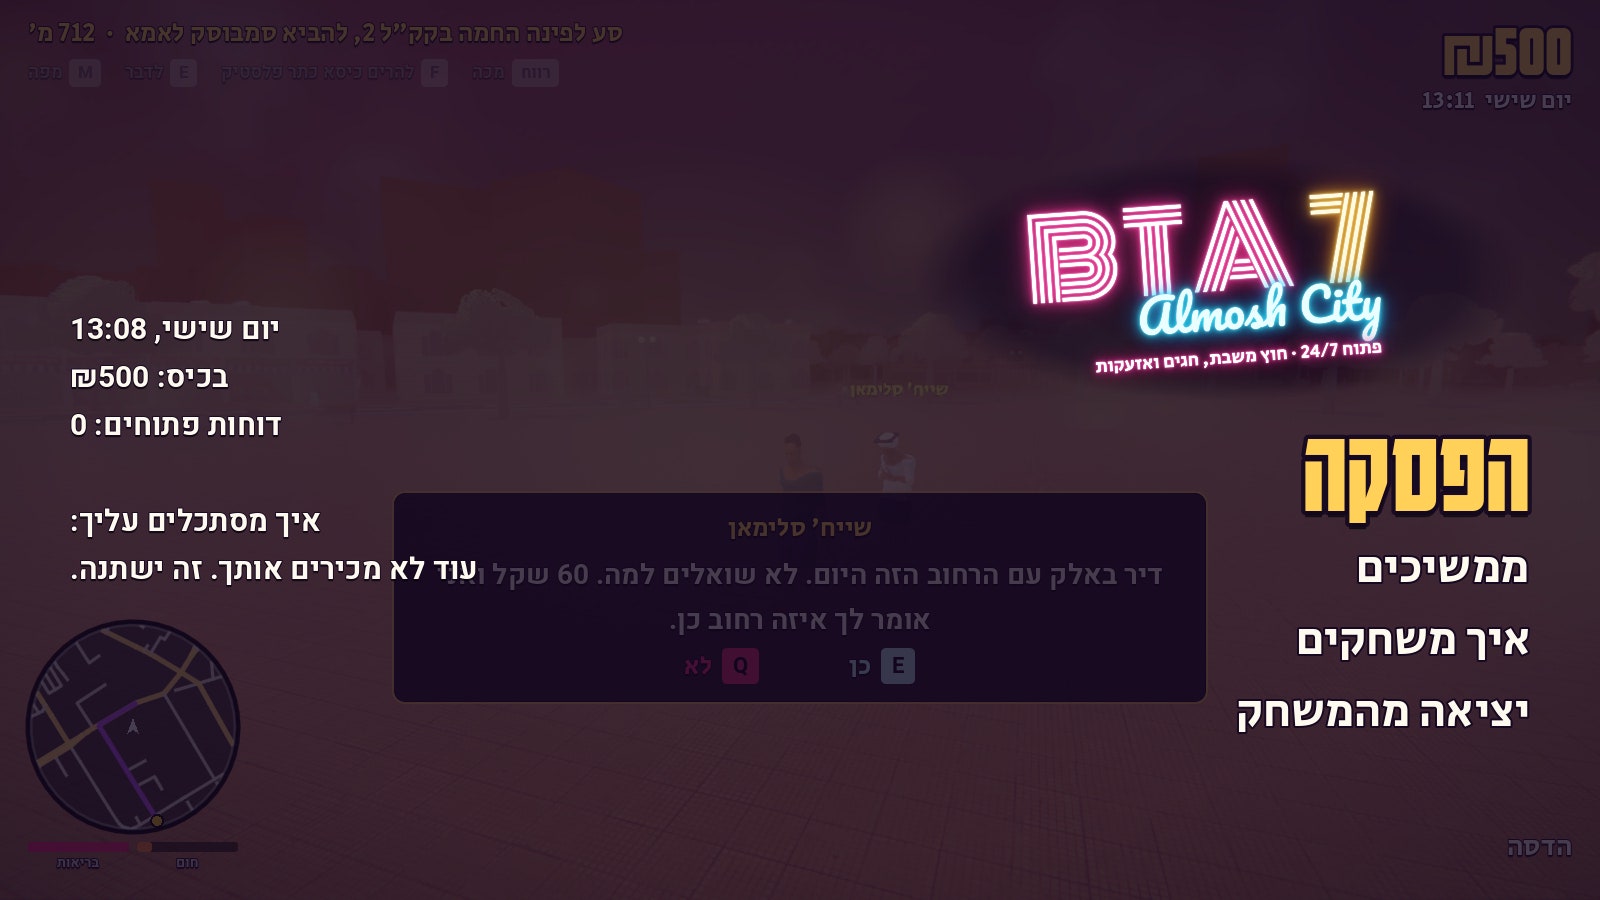 סע לפינה החמה בקק"ל 2, להביא סמבוסק לאמא · 712 מ'
רווח מכה F להרים כיסא כתר פלסטיק E לדבר M מפה
₪500
יום שישי 13:11
BTA 7
Almosh City
פתוח 24/7 · חוץ משבת, חגים ואזעקות
יום שישי, 13:08
בכיס: ₪500
דוחות פתוחים: 0
איך מסתכלים עליך:
עוד לא מכירים אותך. זה ישתנה.
שייח' סלימאן
שייח' סלימאן
דיר באלק עם הרחוב הזה היום. לא שואלים למה. 60 שקל
אומר לך איזה רחוב כן.
E כן Q לא
הפסקה
ממשיכים
איך משחקים
יציאה מהמשחק
בריאות חום
הדסה